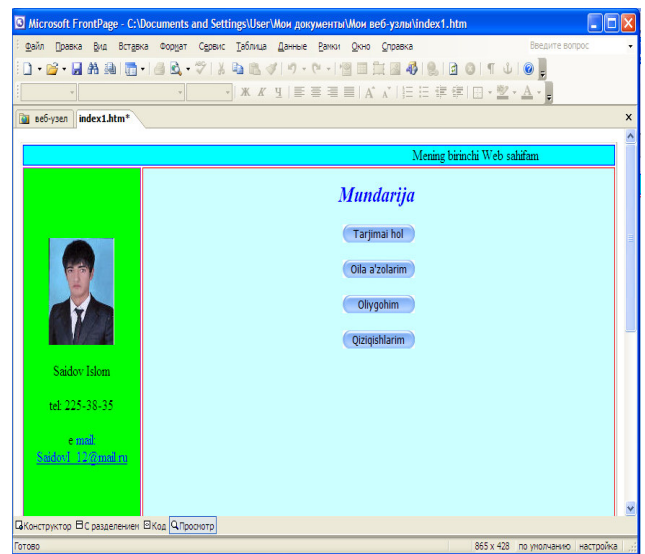 Microsoft FrontPage - C:\Documents and Settings\User\Мои документы\Мои веб-узлы\index1.htm
Файл Правка Вид Вставка Формат Сервис Таблица Данные Рамки Окно Справка Введите вопрос
Ж К Ч
веб-узел index1.htm*
Mening birinchi Web sahifam
Mundarija
Tarjimai hol
Oila a'zolarim
Oliygohim
Qiziqishlarim
Saidov Islom
tel: 225-38-35
e mail:
SaidovI_12@mail.ru
Конструктор С разделением Код Просмотр
Готово 865 x 428 по умолчанию настройка